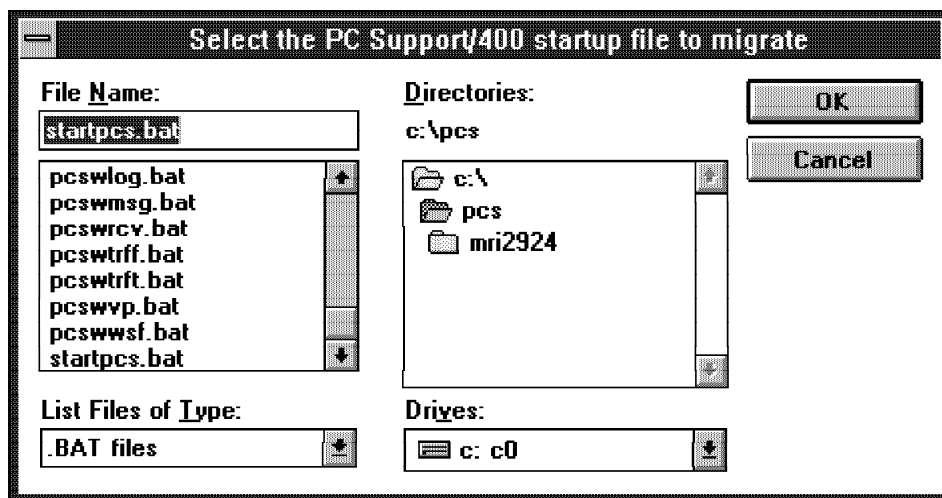 Select the PC Support/400 startup file to migrate
File Name:
startpcs.bat
pcswlog.bat
pcswmsg.bat
pcswrcv.bat
pcswtrff.bat
pcswtrft.bat
pcswvp.bat
pcswwsf.bat
startpcs.bat
List Files of Type:
.BAT files
Directories:
c:\pcs
c:\
pcs
mri2924
Drives:
c: c0
OK
Cancel